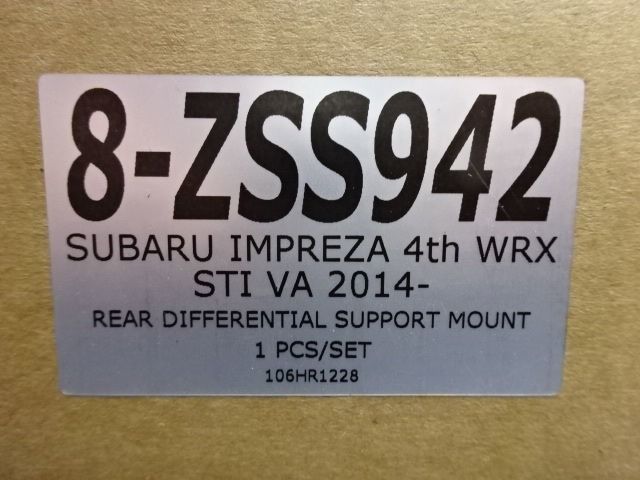 8-ZSS942
SUBARU IMPREZA 4th WRX
STI VA 2014-
REAR DIFFERENTIAL SUPPORT MOUNT
1 PCS/SET
106HR1228